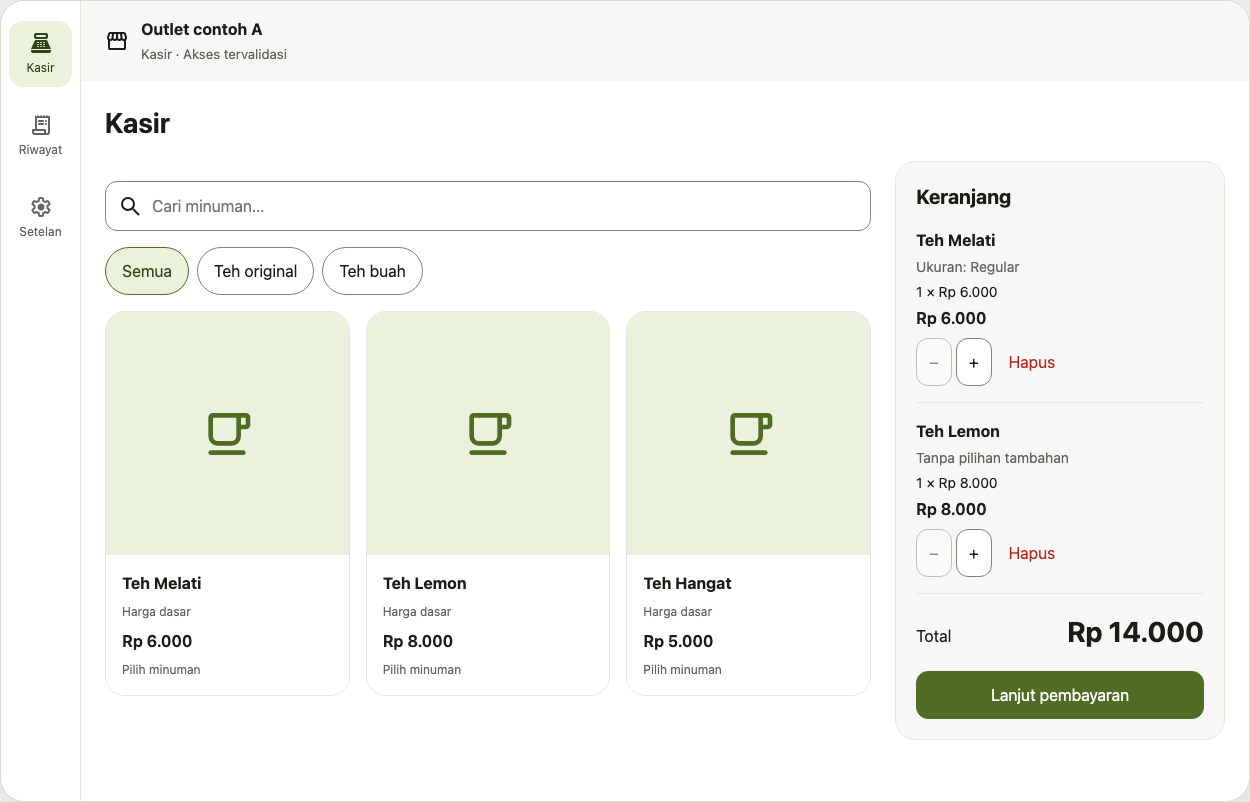 Kasir
Riwayat
Setelan
Outlet contoh A
Kasir · Akses tervalidasi
Kasir
Cari minuman...
Semua
Teh original
Teh buah
Teh Melati
Harga dasar
Rp 6.000
Pilih minuman
Teh Lemon
Harga dasar
Rp 8.000
Pilih minuman
Teh Hangat
Harga dasar
Rp 5.000
Pilih minuman
Keranjang
Teh Melati
Ukuran: Regular
1 × Rp 6.000
Rp 6.000
− + Hapus
Teh Lemon
Tanpa pilihan tambahan
1 × Rp 8.000
Rp 8.000
− + Hapus
Total Rp 14.000
Lanjut pembayaran